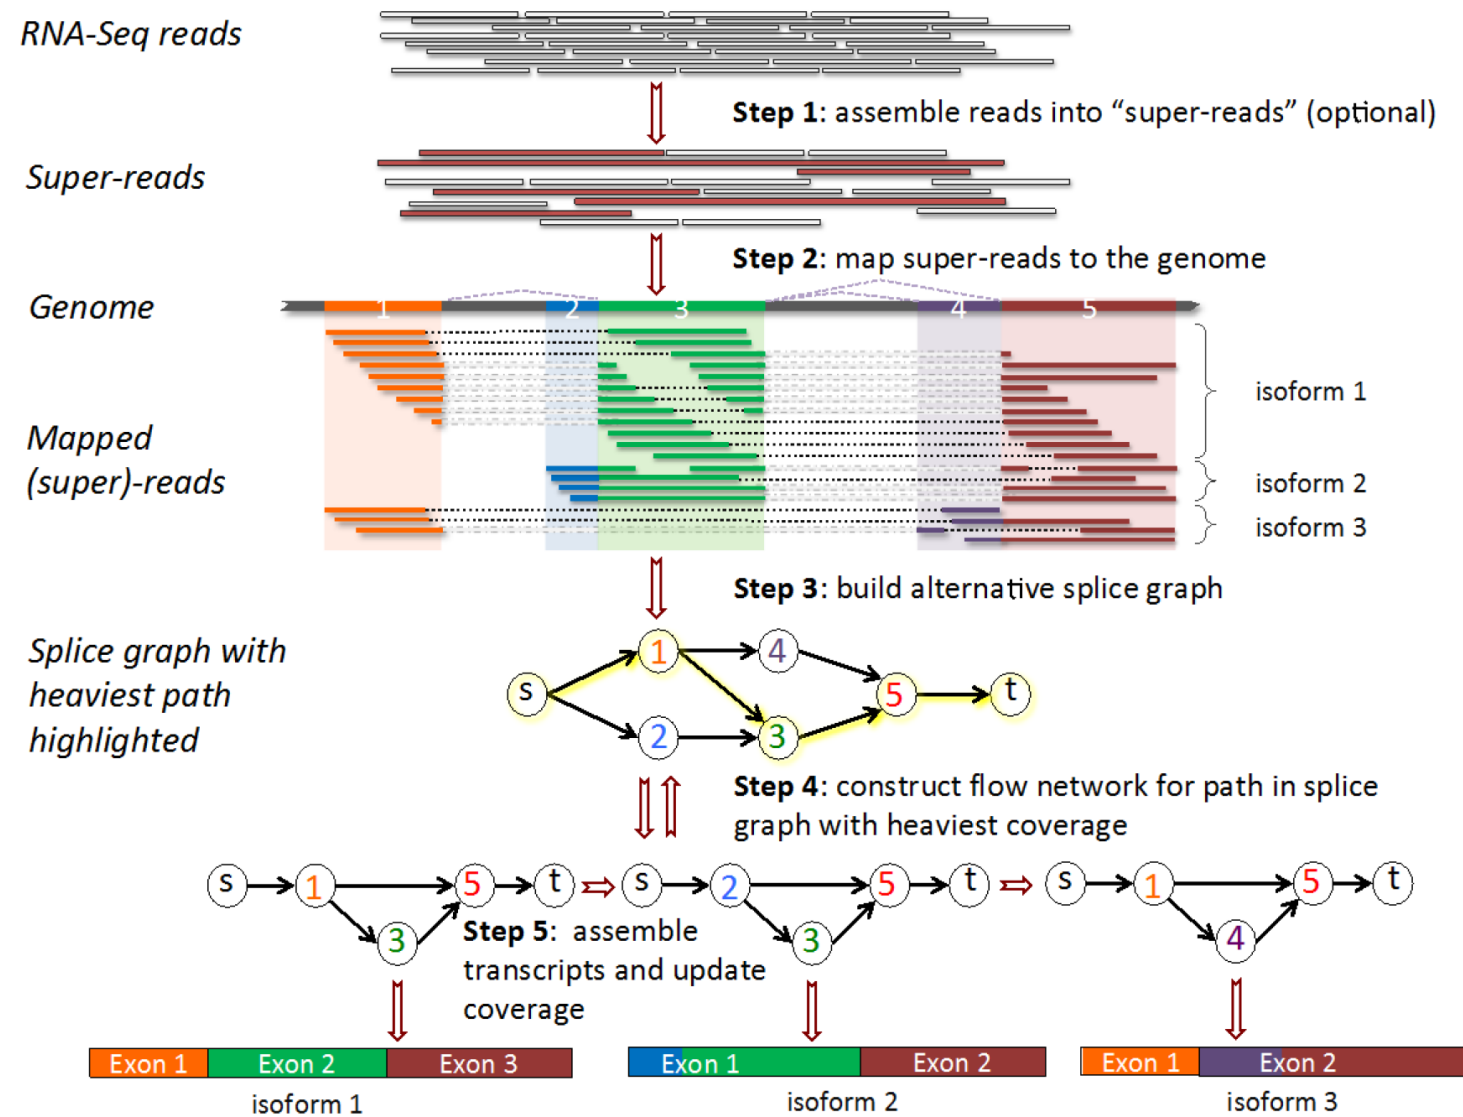 RNA-Seq reads
Step 1: assemble reads into “super-reads” (optional)
Super-reads
Step 2: map super-reads to the genome
Genome
1 2 3 4 5
isoform 1
Mapped
(super)-reads
isoform 2
isoform 3
Step 3: build alternative splice graph
Splice graph with
heaviest path
highlighted
1 4
s 5 t
2 3
Step 4: construct flow network for path in splice
graph with heaviest coverage
s 1 5 t s 2 5 t s 1 5 t
3 3 4
Step 5: assemble
transcripts and update
coverage
Exon 1 Exon 2 Exon 3 Exon 1 Exon 2 Exon 1 Exon 2
isoform 1 isoform 2 isoform 3